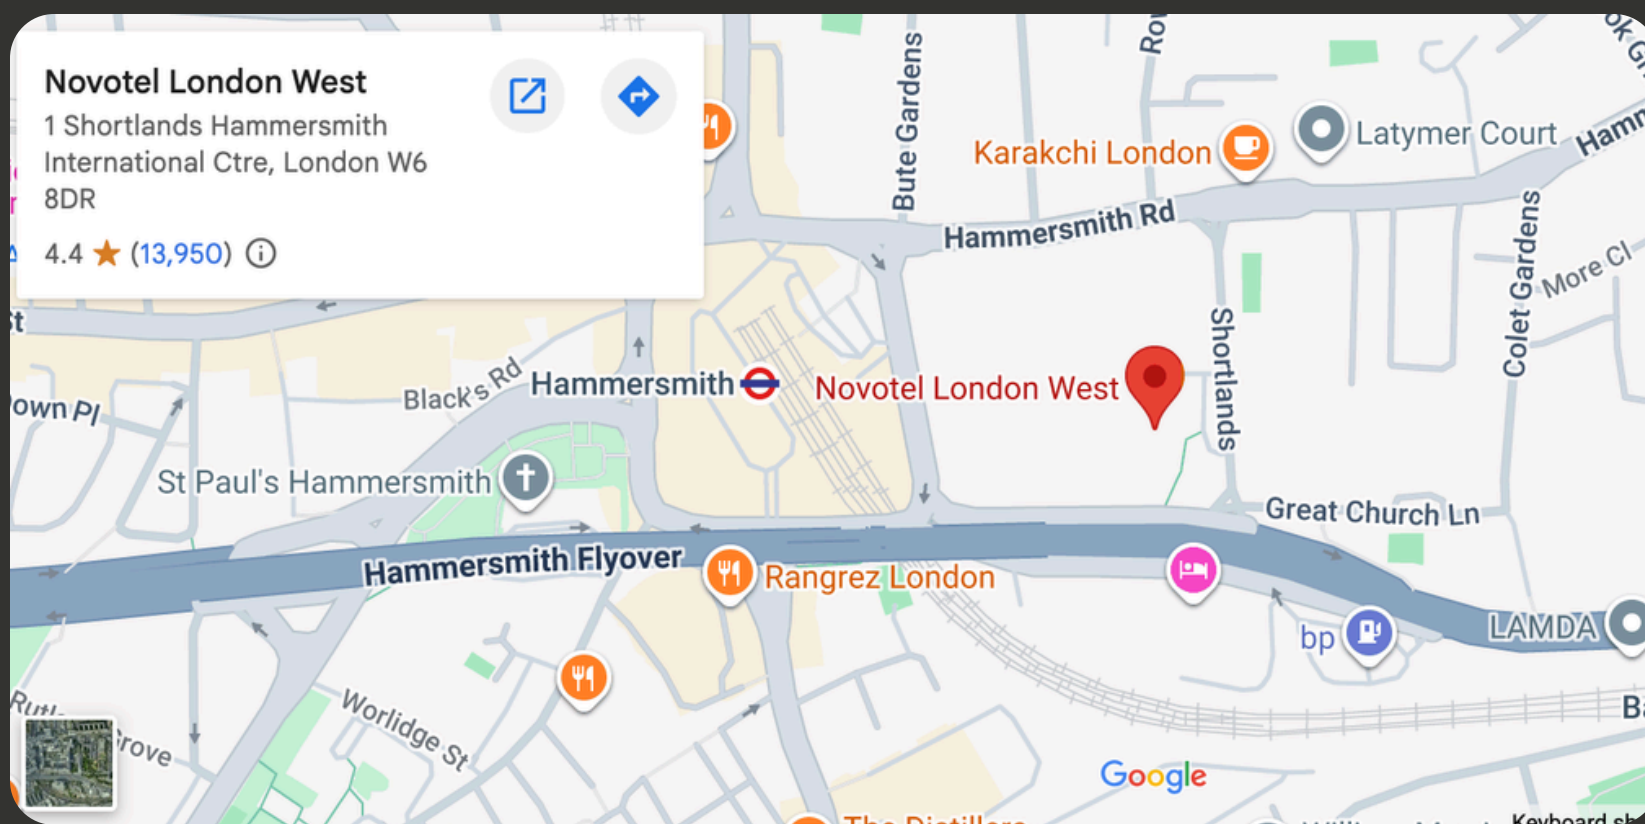 Novotel London West
1 Shortlands Hammersmith
International Ctre, London W6
8DR
4.4 ★ (13,950)
Bute Gardens
Karakchi London
Latymer Court
Hammersmith Rd
Colet Gardens
More Cl
Shortlands
Black's Rd
Hammersmith
Novotel London West
St Paul's Hammersmith
Great Church Ln
Hammersmith Flyover
Rangrez London
bp
LAMDA
Worlidge St
Google